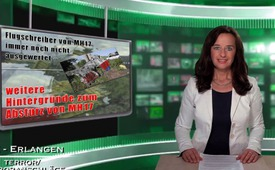 Flugschreiber von MH17
immer noch nicht
ausgewertet
weitere
Hintergründe zum
Absturz von MH17
- ERLANGEN
TERROR/